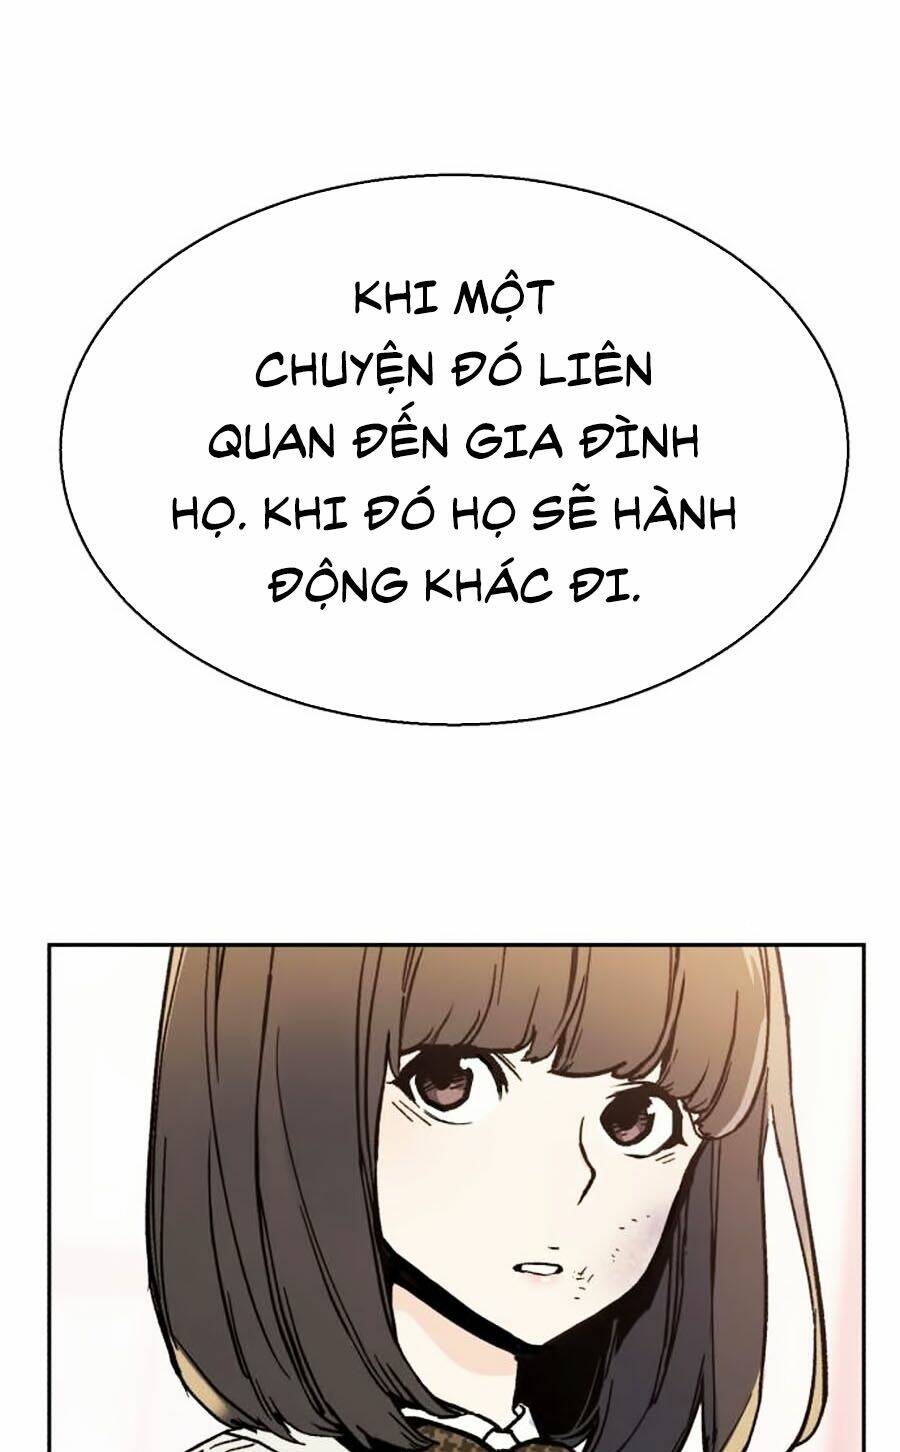 KHI MỘT
CHUYỆN ĐÓ LIÊN
QUAN ĐẾN GIA ĐÌNH
HỌ. KHI ĐÓ HỌ SẼ HÀNH
ĐỘNG KHÁC ĐI.